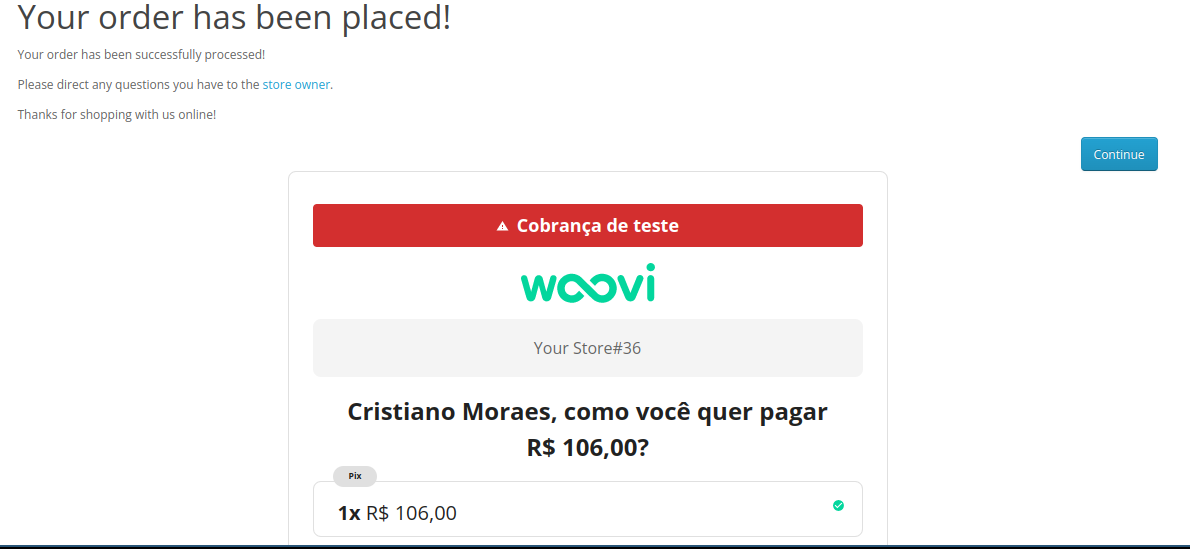 Your order has been placed!
Your order has been successfully processed!
Please direct any questions you have to the store owner.
Thanks for shopping with us online!
Continue
Cobrança de teste
woovi
Your Store#36
Cristiano Moraes, como você quer pagar
R$ 106,00?
Pix
1x R$ 106,00